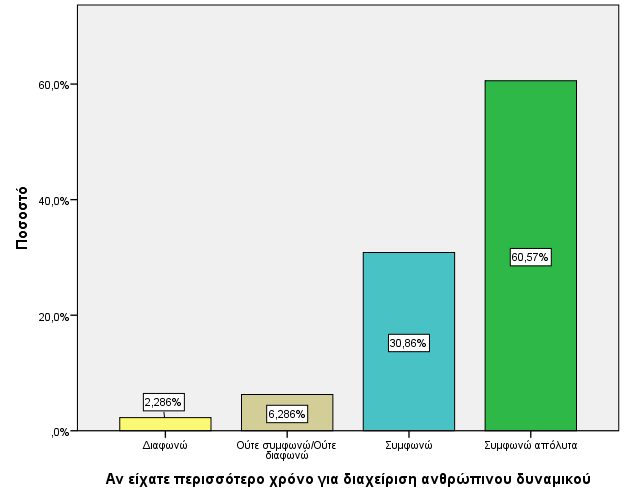 Ποσοστό
60,0%
40,0%
20,0%
,0%
2,286%
6,286%
30,86%
60,57%
Διαφωνώ
Ούτε συμφωνώ/Ούτε
διαφωνώ
Συμφωνώ
Συμφωνώ απόλυτα
Αν είχατε περισσότερο χρόνο για διαχείριση ανθρώπινου δυναμικού